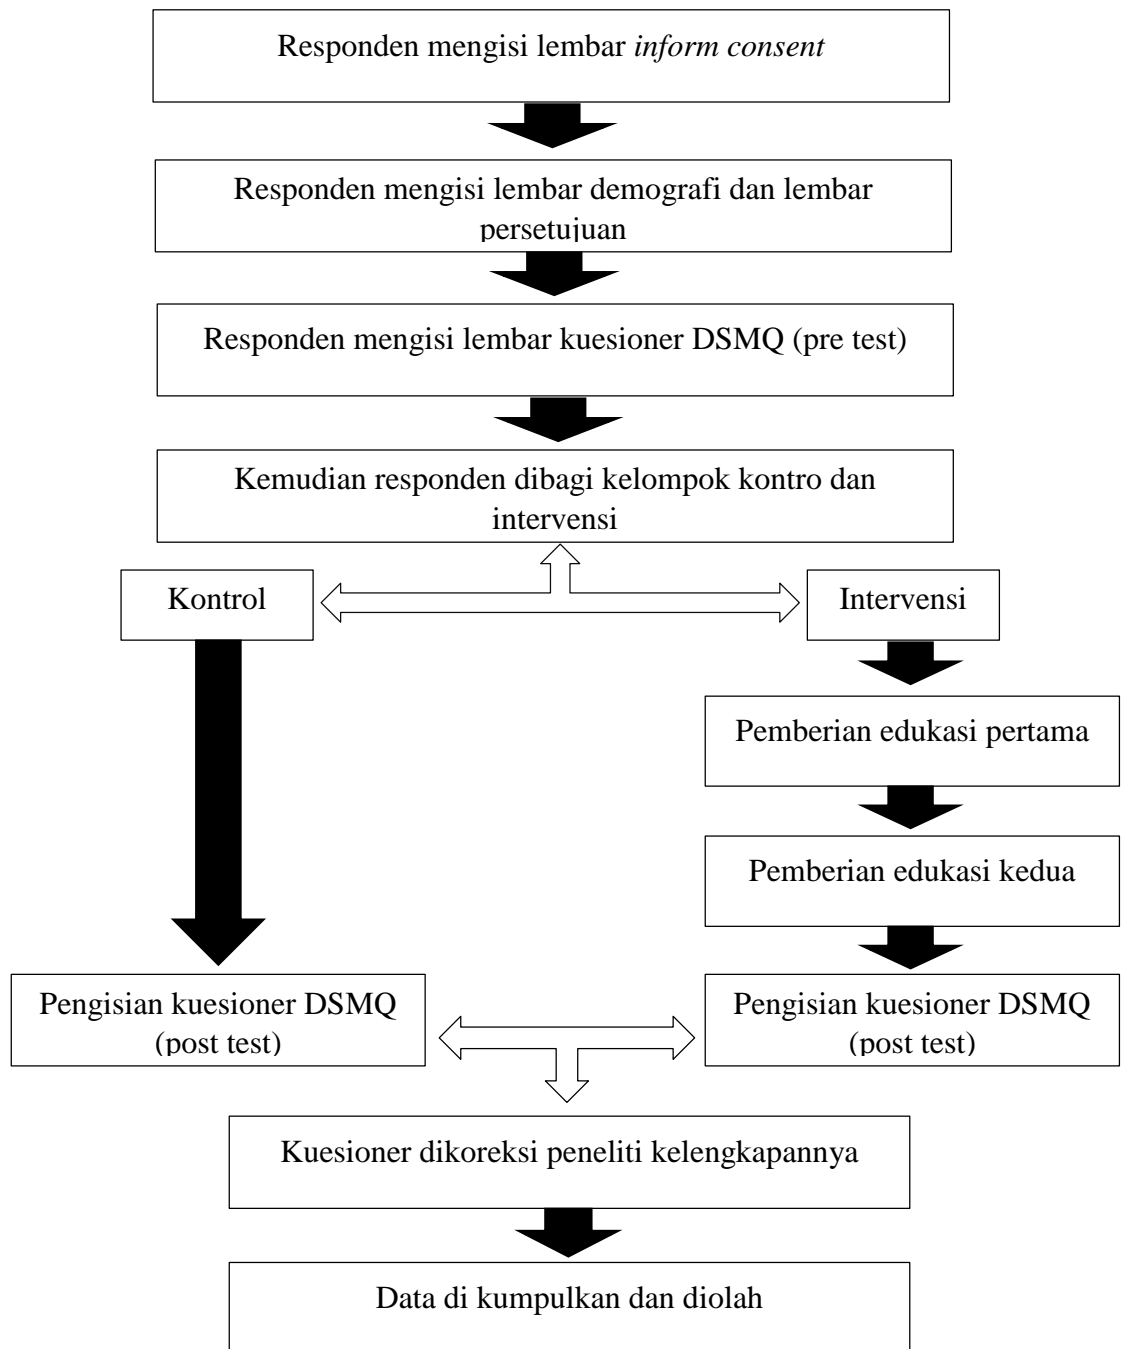 Responden mengisi lembar inform consent
Responden mengisi lembar demografi dan lembar
persetujuan
Responden mengisi lembar kuesioner DSMQ (pre test)
Kemudian responden dibagi kelompok kontro dan
intervensi
Kontrol
Intervensi
Pemberian edukasi pertama
Pemberian edukasi kedua
Pengisian kuesioner DSMQ
(post test)
Pengisian kuesioner DSMQ
(post test)
Kuesioner dikoreksi peneliti kelengkapannya
Data di kumpulkan dan diolah